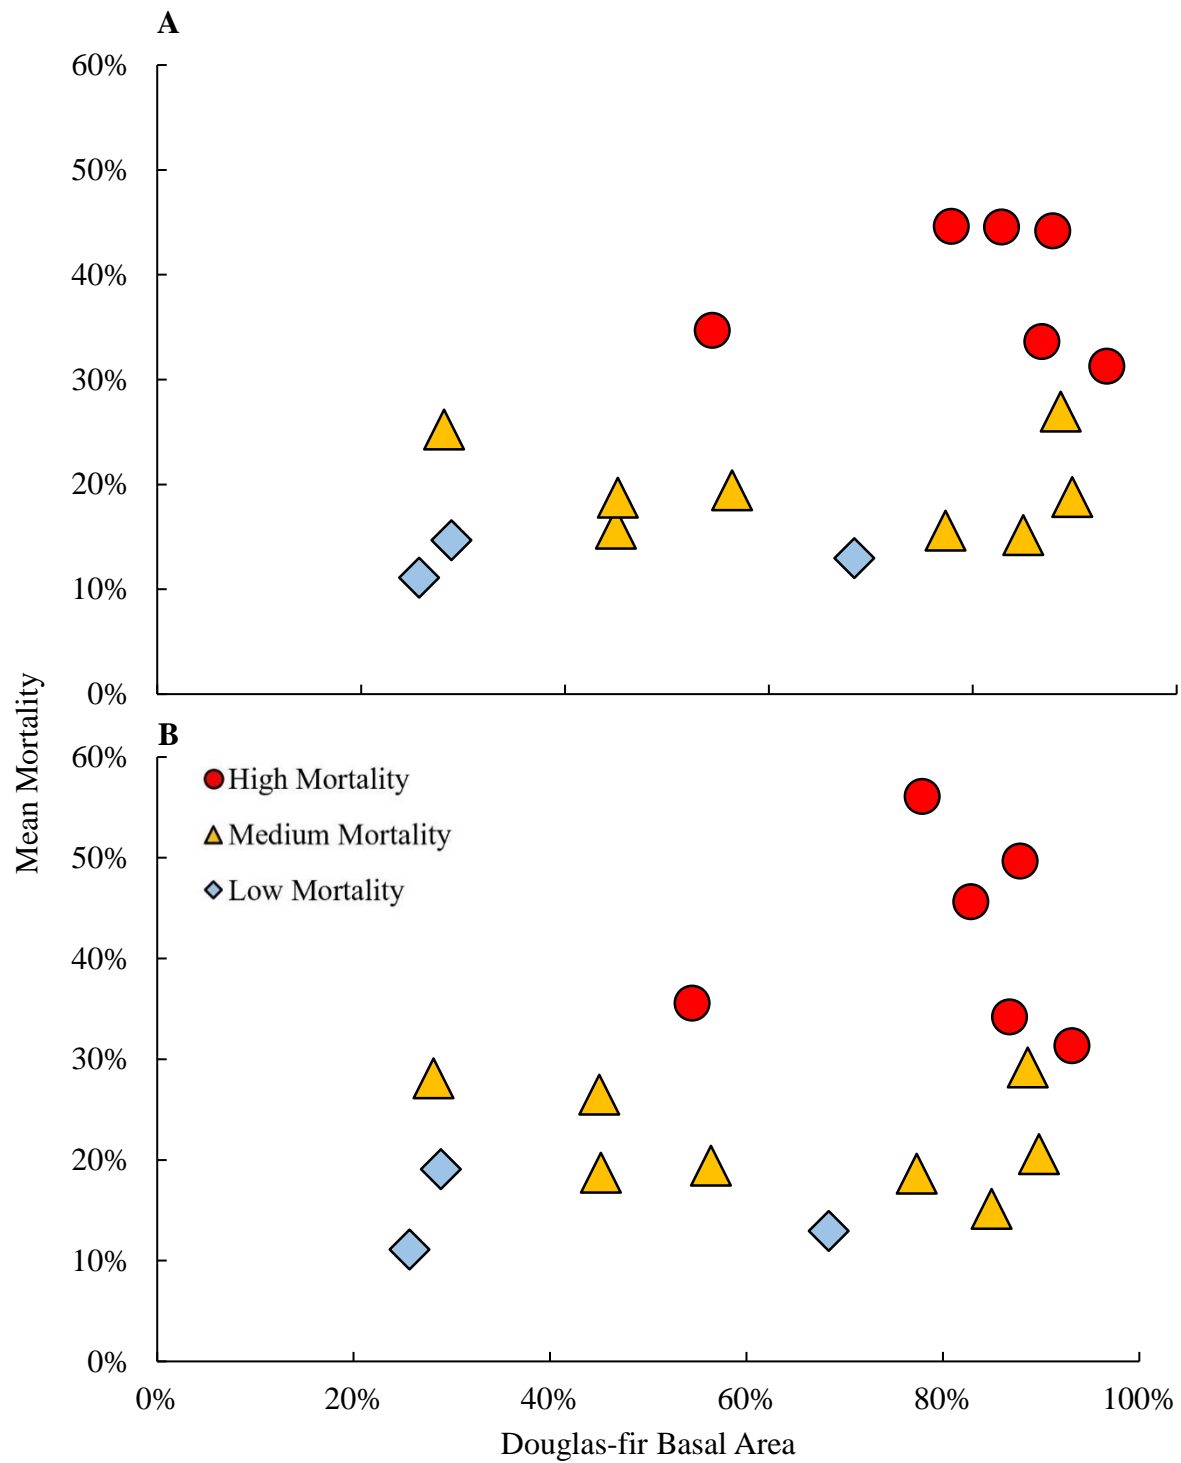 A
60%
50%
40%
30%
20%
10%
0%
Mean Mortality
B
60%
50%
40%
30%
20%
10%
0%
High Mortality
Medium Mortality
Low Mortality
0% 20% 40% 60% 80% 100%
Douglas-fir Basal Area